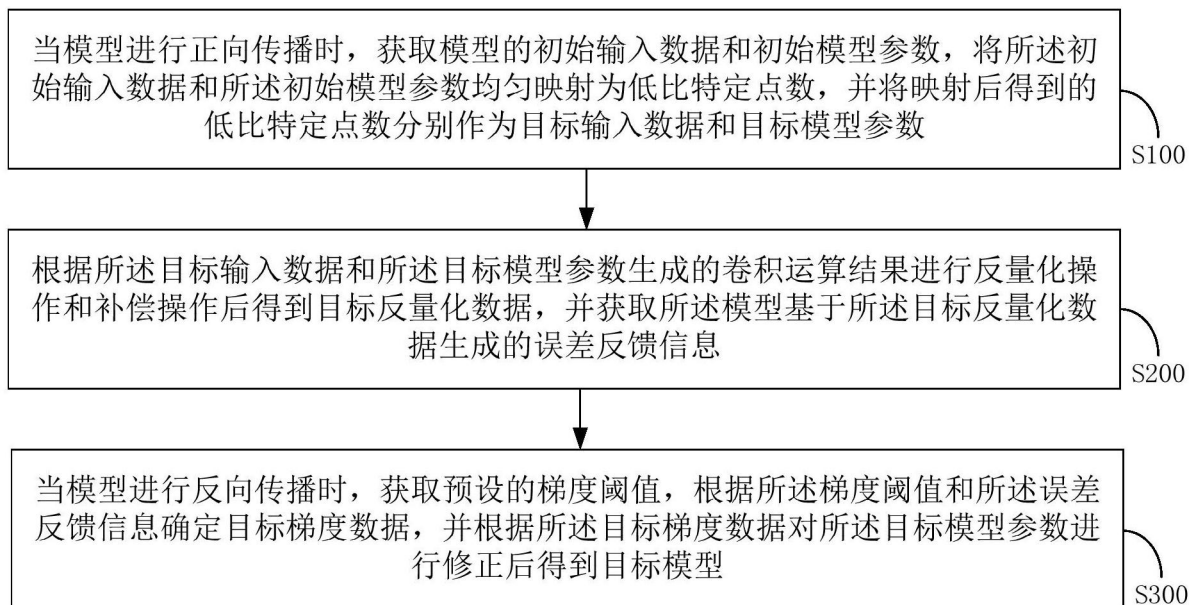 当模型进行正向传播时，获取模型的初始输入数据和初始模型参数，将所述初
始输入数据和所述初始模型参数均匀映射为低比特定点数，并将映射后得到的
低比特定点数分别作为目标输入数据和目标模型参数
S100
根据所述目标输入数据和所述目标模型参数生成的卷积运算结果进行反量化操
作和补偿操作后得到目标反量化数据，并获取所述模型基于所述目标反量化数
据生成的误差反馈信息
S200
当模型进行反向传播时，获取预设的梯度阈值，根据所述梯度阈值和所述误差
反馈信息确定目标梯度数据，并根据所述目标梯度数据对所述目标模型参数进
行修正后得到目标模型
S300